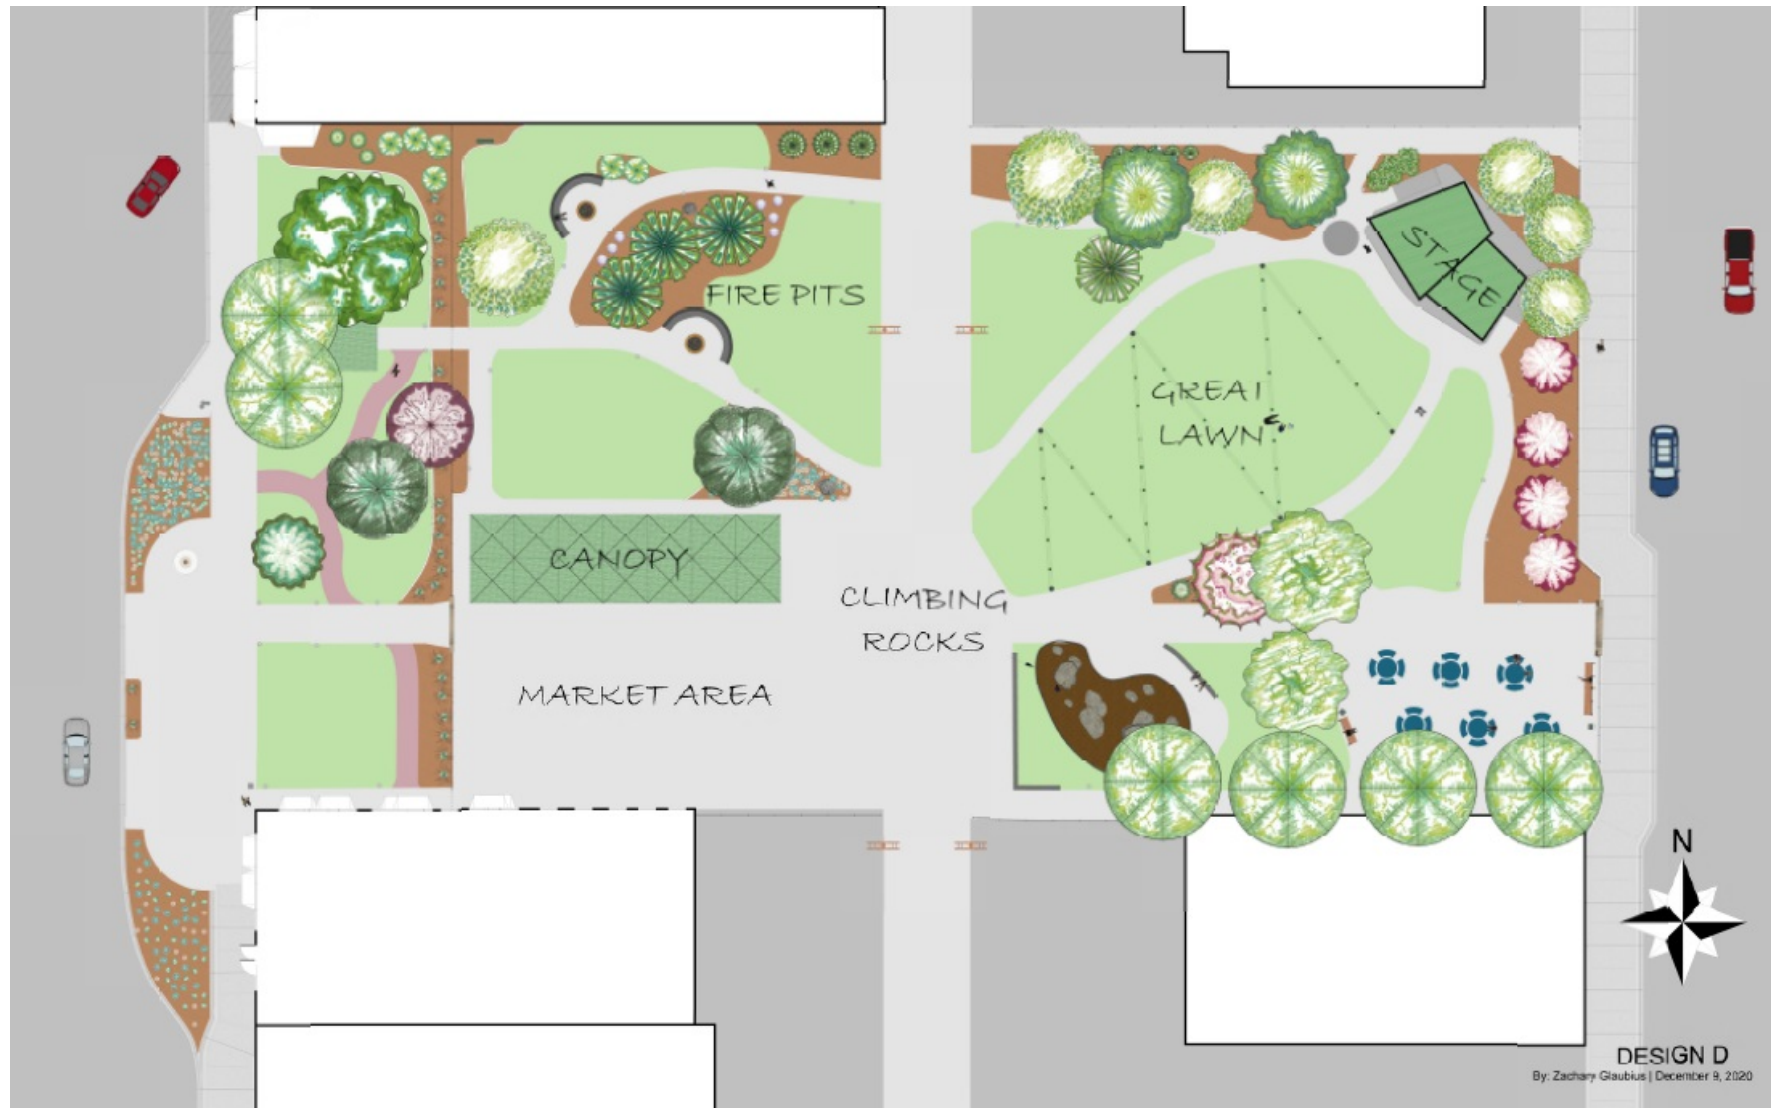 STAGE
FIRE PITS
GREAT
LAWN
CANOPY
CLIMBING
ROCKS
MARKET AREA
N
DESIGN D
By: Zachary Glaubius | December 9, 2020